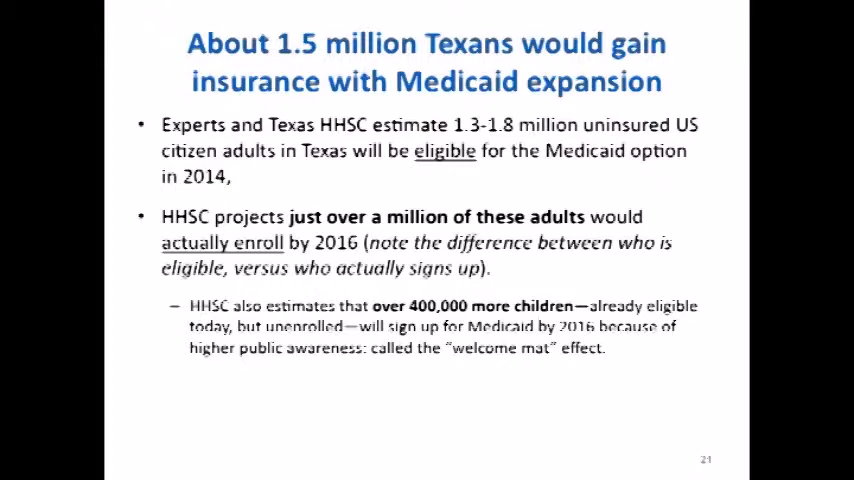 About 1.5 million Texans would gain
insurance with Medicaid expansion
• Experts and Texas HHSC estimate 1.3-1.8 million uninsured US
citizen adults in Texas will be eligible for the Medicaid option
in 2014,
• HHSC projects just over a million of these adults would
actually enroll by 2016 (note the difference between who is
eligible, versus who actually signs up).
– HHSC also estimates that over 400,000 more children—already eligible
today, but unenrolled—will sign up for Medicaid by 2016 because of
higher public awareness: called the "welcome mat" effect.
21